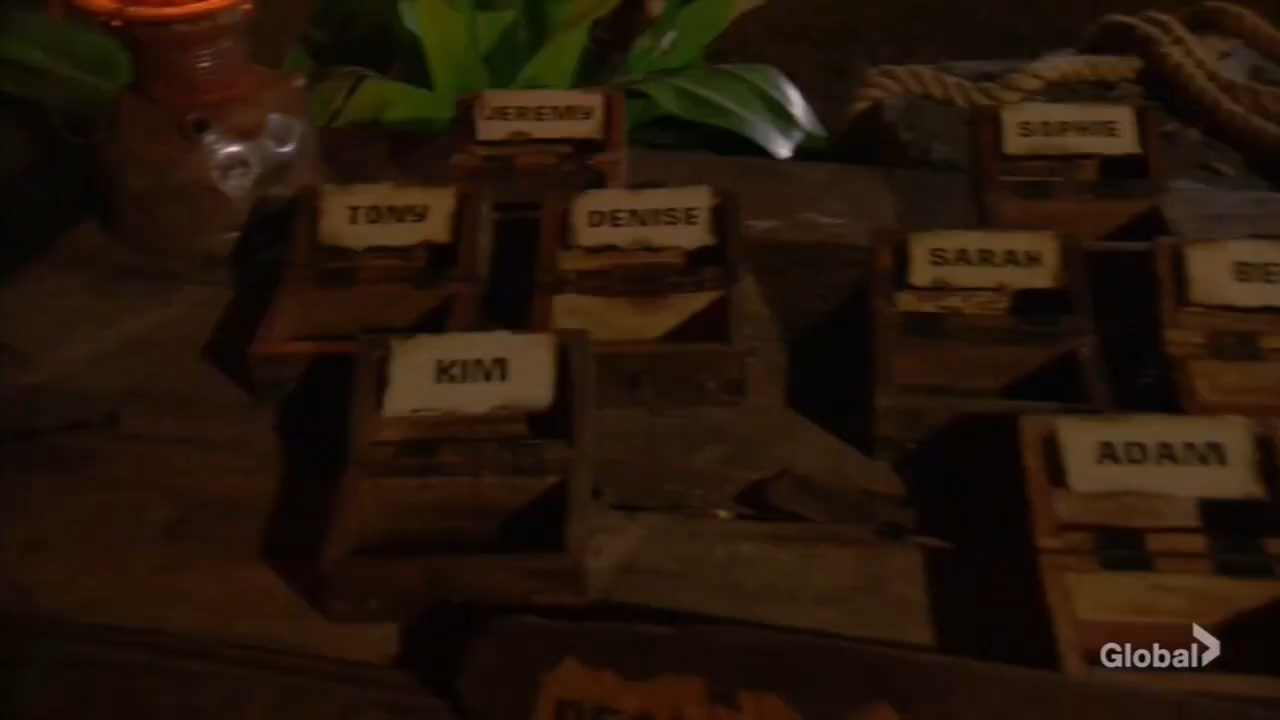 JEREMY
SOPHIE
TONY
DENISE
SARAH
KIM
ADAM
Global